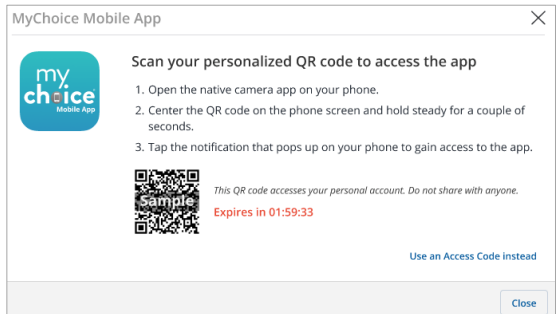 MyChoice Mobile App
my
choice
Mobile App
Scan your personalized QR code to access the app
1. Open the native camera app on your phone.
2. Center the QR code on the phone screen and hold steady for a couple of
seconds.
3. Tap the notification that pops up on your phone to gain access to the app.
Sample
This QR code accesses your personal account. Do not share with anyone.
Expires in 01:59:33
Use an Access Code instead
Close